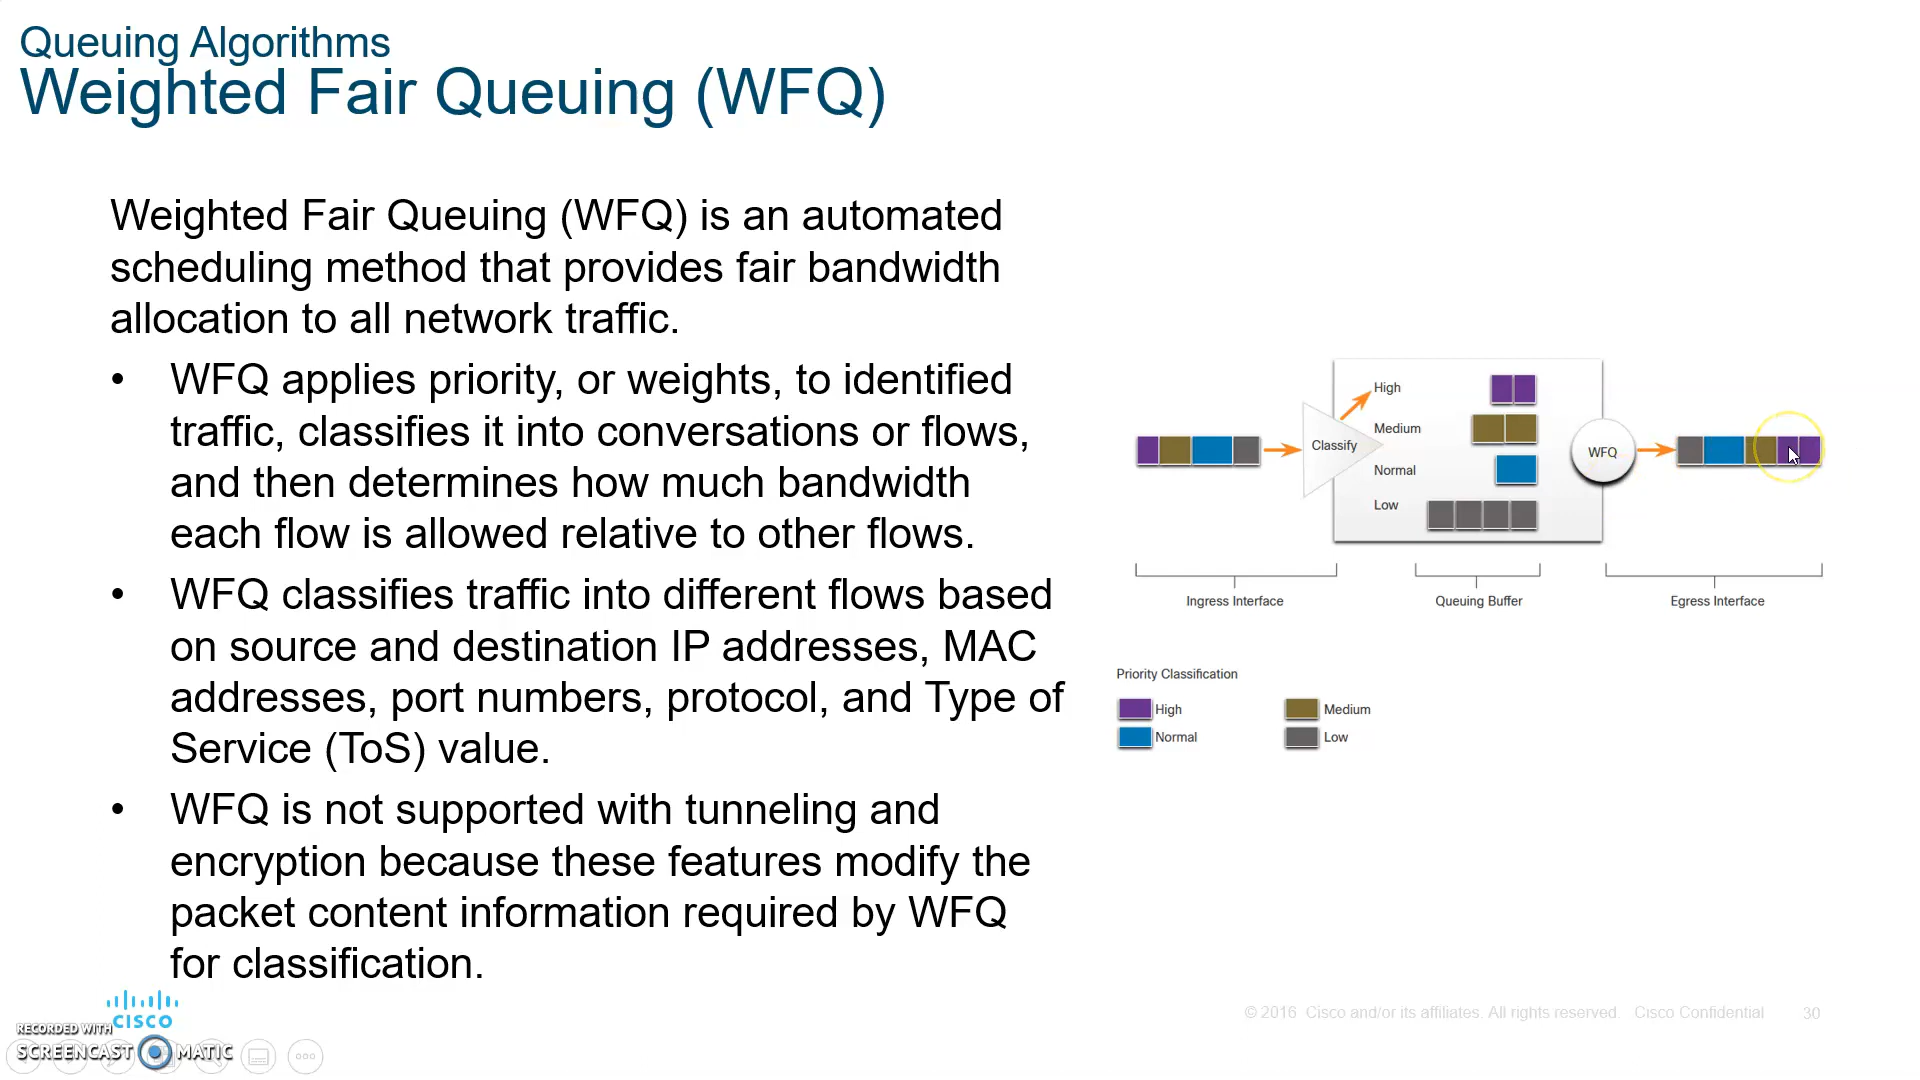 Queuing Algorithms
Weighted Fair Queuing (WFQ)
Weighted Fair Queuing (WFQ) is an automated
scheduling method that provides fair bandwidth
allocation to all network traffic.
• WFQ applies priority, or weights, to identified
traffic, classifies it into conversations or flows,
and then determines how much bandwidth
each flow is allowed relative to other flows.
• WFQ classifies traffic into different flows based
on source and destination IP addresses, MAC
addresses, port numbers, protocol, and Type of
Service (ToS) value.
• WFQ is not supported with tunneling and
encryption because these features modify the
packet content information required by WFQ
for classification.
High
Medium
Classify
Normal
Low
WFQ
Ingress Interface
Queuing Buffer
Egress Interface
Priority Classification
High
Medium
Normal
Low
CISCO
RECORDED WITH
SCREENCAST MATIC
© 2016 Cisco and/or its affiliates. All rights reserved. Cisco Confidential
30